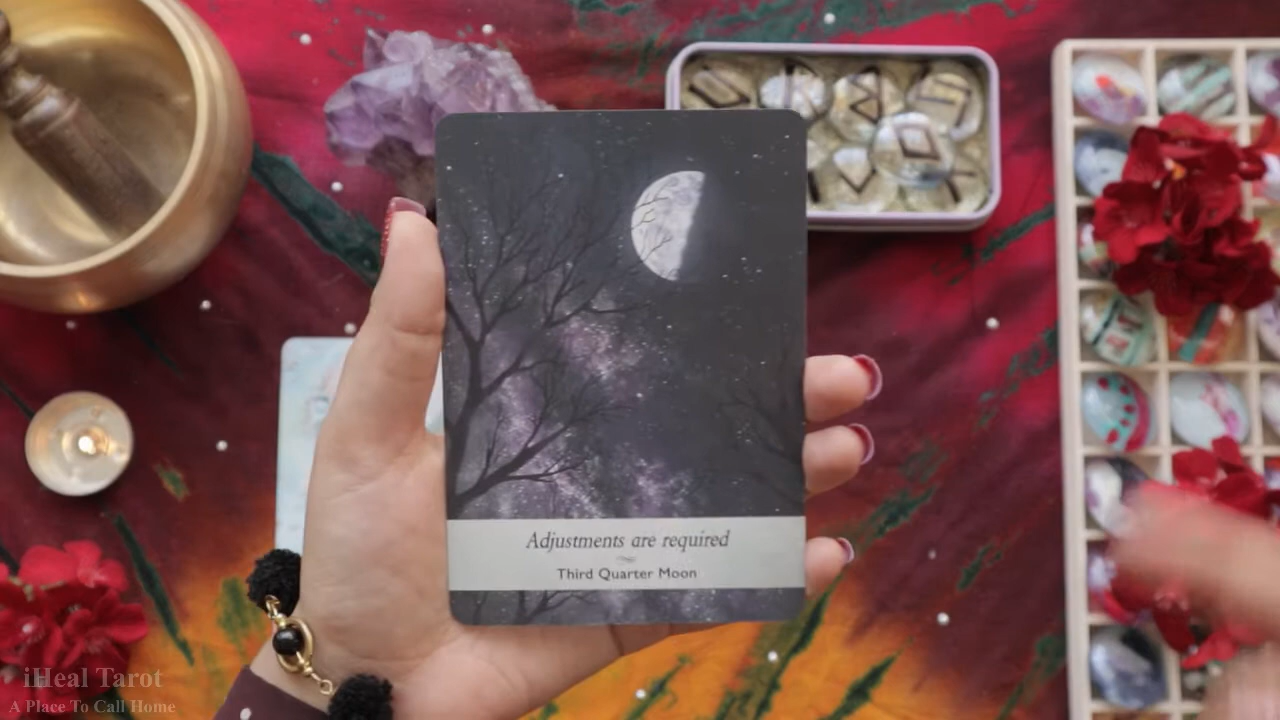 Adjustments are required
Third Quarter Moon
iHeal Tarot
A Place To Call Home